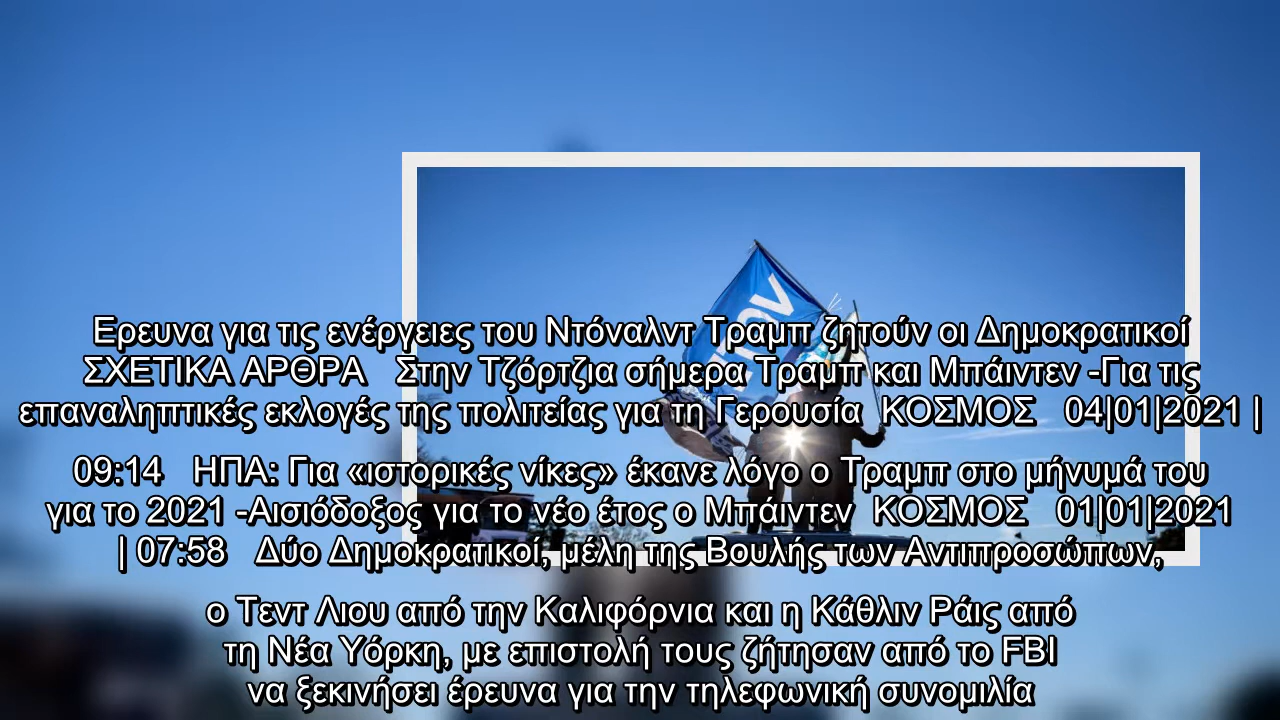 Ερευνα για τις ενέργειες του Ντόναλντ Τραμπ ζητούν οι Δημοκρατικοί
ΣΧΕΤΙΚΑ ΑΡΘΡΑ Στην Τζόρτζια σήμερα Τραμπ και Μπάιντεν -Για τις
επαναληπτικές εκλογές της πολιτείας για τη Γερουσία ΚΟΣΜΟΣ 04|01|2021 |
09:14 ΗΠΑ: Για «ιστορικές νίκες» έκανε λόγο ο Τραμπ στο μήνυμά του
για το 2021 -Αισιόδοξος για το νέο έτος ο Μπάιντεν ΚΟΣΜΟΣ 01|01|2021
| 07:58 Δύο Δημοκρατικοί, μέλη της Βουλής των Αντιπροσώπων,
ο Τεντ Λιου από την Καλιφόρνια και η Κάθλιν Ράις από
τη Νέα Υόρκη, με επιστολή τους ζήτησαν από το FBI
να ξεκινήσει έρευνα για την τηλεφωνική συνομιλία